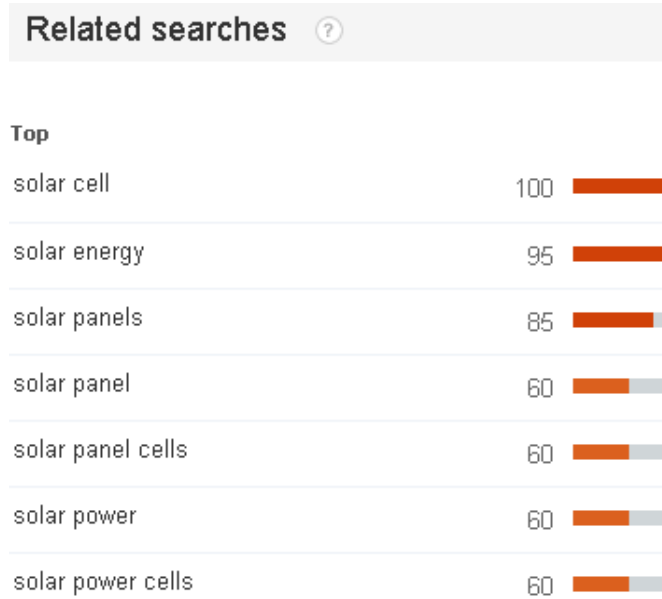 Related searches ?
Top
solar cell 100
solar energy 95
solar panels 85
solar panel 60
solar panel cells 60
solar power 60
solar power cells 60